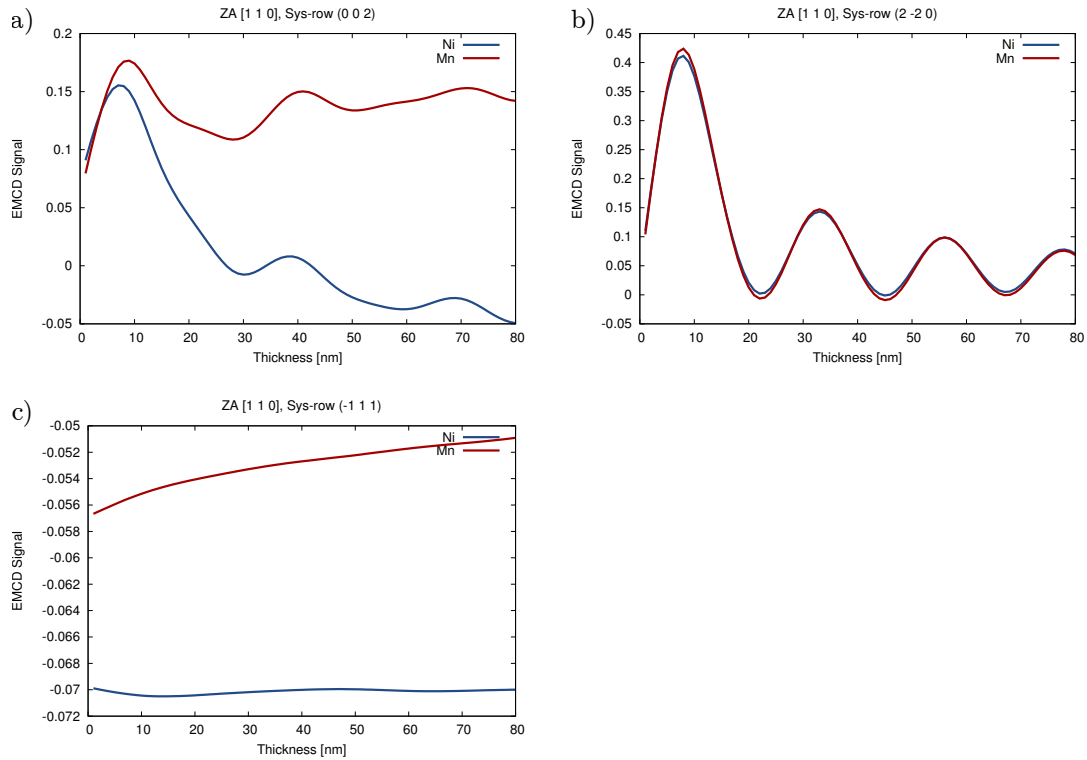 a)
ZA [1 1 0], Sys-row (0 0 2)
Ni
Mn
0.2
0.15
0.1
0.05
0
-0.05
EMCD Signal
0 10 20 30 40 50 60 70 80
Thickness [nm]
b)
ZA [1 1 0], Sys-row (2 -2 0)
Ni
Mn
0.45
0.4
0.35
0.3
0.25
0.2
0.15
0.1
0.05
0
-0.05
EMCD Signal
0 10 20 30 40 50 60 70 80
Thickness [nm]
c)
ZA [1 1 0], Sys-row (-1 1 1)
Ni
Mn
-0.05
-0.052
-0.054
-0.056
-0.058
-0.06
-0.062
-0.064
-0.066
-0.068
-0.07
-0.072
EMCD Signal
0 10 20 30 40 50 60 70 80
Thickness [nm]